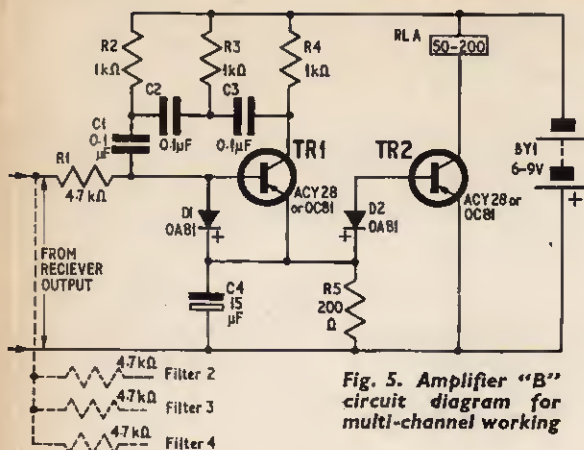 R2
1kΩ
R3
1kΩ
R4
1kΩ
RLA
50-200
C2
0·1µF
C3
0·1µF
C1
0·1
µF
R1
4·7kΩ
TR1
ACY28
or OC81
TR2
ACY28 or
OC81
BY1
6-9V
+
D1
OA81
+
D2
OA81
+
FROM
RECIEVER
OUTPUT
C4
15
µF
R5
200
Ω
4·7kΩ
Filter 2
4·7kΩ
Filter 3
4·7kΩ
Filter 4
Fig. 5. Amplifier "B"
circuit diagram for
multi-channel working